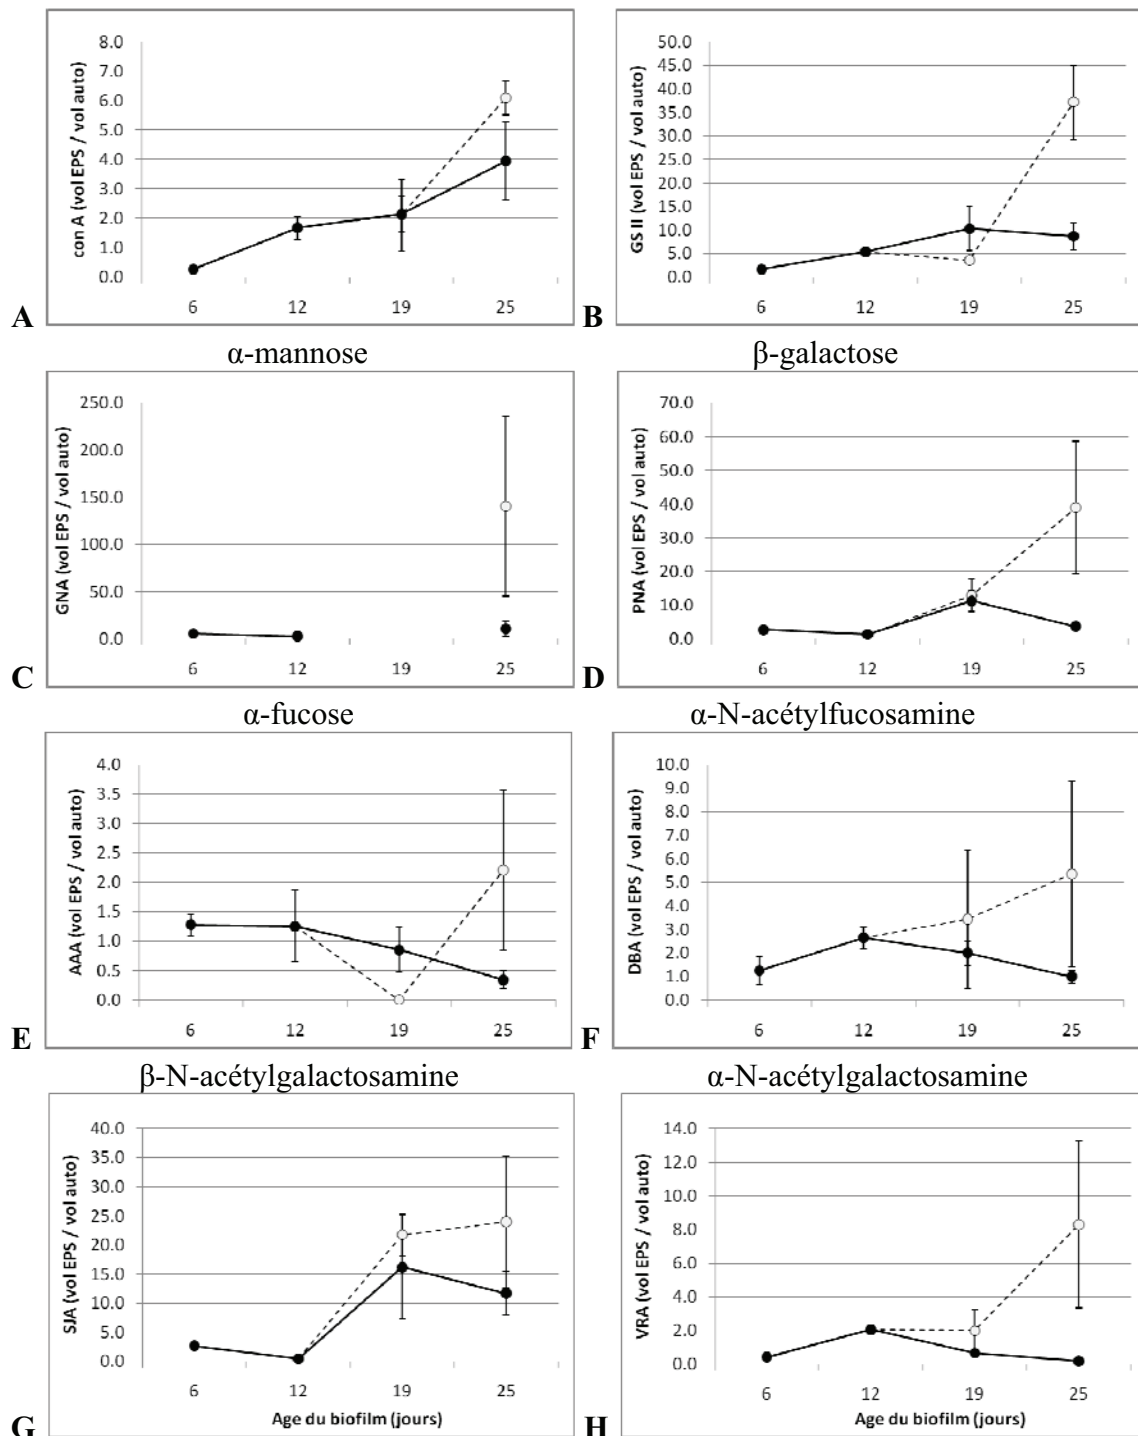 8.0
7.0
6.0
5.0
4.0
3.0
2.0
1.0
0.0
con A (vol EPS / vol auto)
6 12 19 25
A
50.0
45.0
40.0
35.0
30.0
25.0
20.0
15.0
10.0
5.0
0.0
GS II (vol EPS / vol auto)
6 12 19 25
B
α-mannose
β-galactose
250.0
200.0
150.0
100.0
50.0
0.0
GNA (vol EPS / vol auto)
6 12 19 25
C
70.0
60.0
50.0
40.0
30.0
20.0
10.0
0.0
PNA (vol EPS / vol auto)
6 12 19 25
D
α-fucose
α-N-acétylfucosamine
4.0
3.5
3.0
2.5
2.0
1.5
1.0
0.5
0.0
AAA (vol EPS / vol auto)
6 12 19 25
E
10.0
9.0
8.0
7.0
6.0
5.0
4.0
3.0
2.0
1.0
0.0
DBA (vol EPS / vol auto)
6 12 19 25
F
β-N-acétylgalactosamine
α-N-acétylgalactosamine
40.0
35.0
30.0
25.0
20.0
15.0
10.0
5.0
0.0
SJA (vol EPS / vol auto)
6 12 19 25
Age du biofilm (jours)
G
14.0
12.0
10.0
8.0
6.0
4.0
2.0
0.0
VRA (vol EPS / vol auto)
6 12 19 25
Age du biofilm (jours)
H